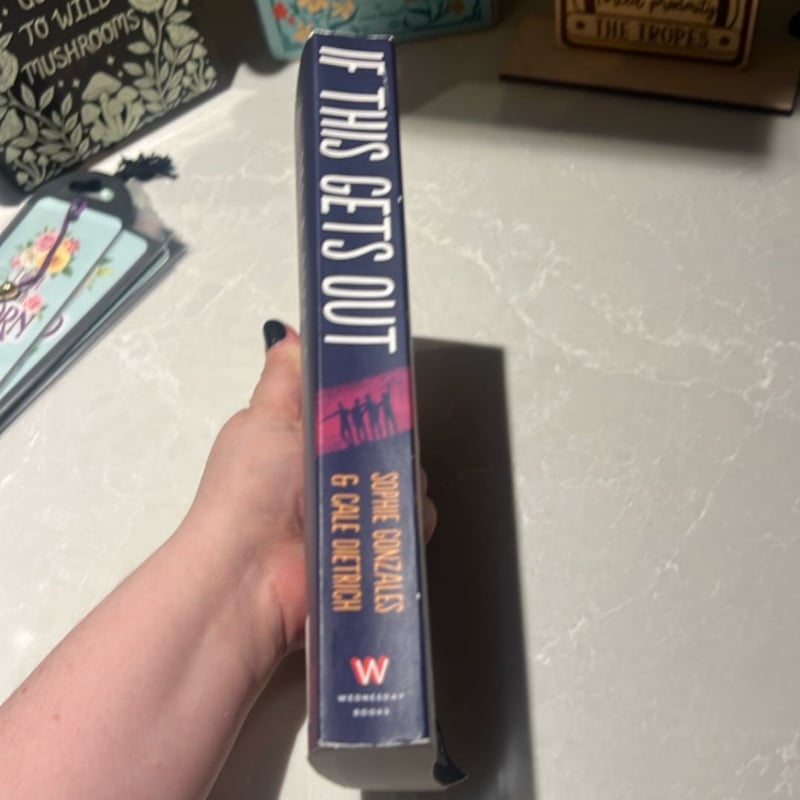 TO WILD
MUSHROOMS
THE TROPES
IF THIS GETS OUT
SOPHIE GONZALES
& CALE DIETRICH
W
WEDNESDAY
BOOKS